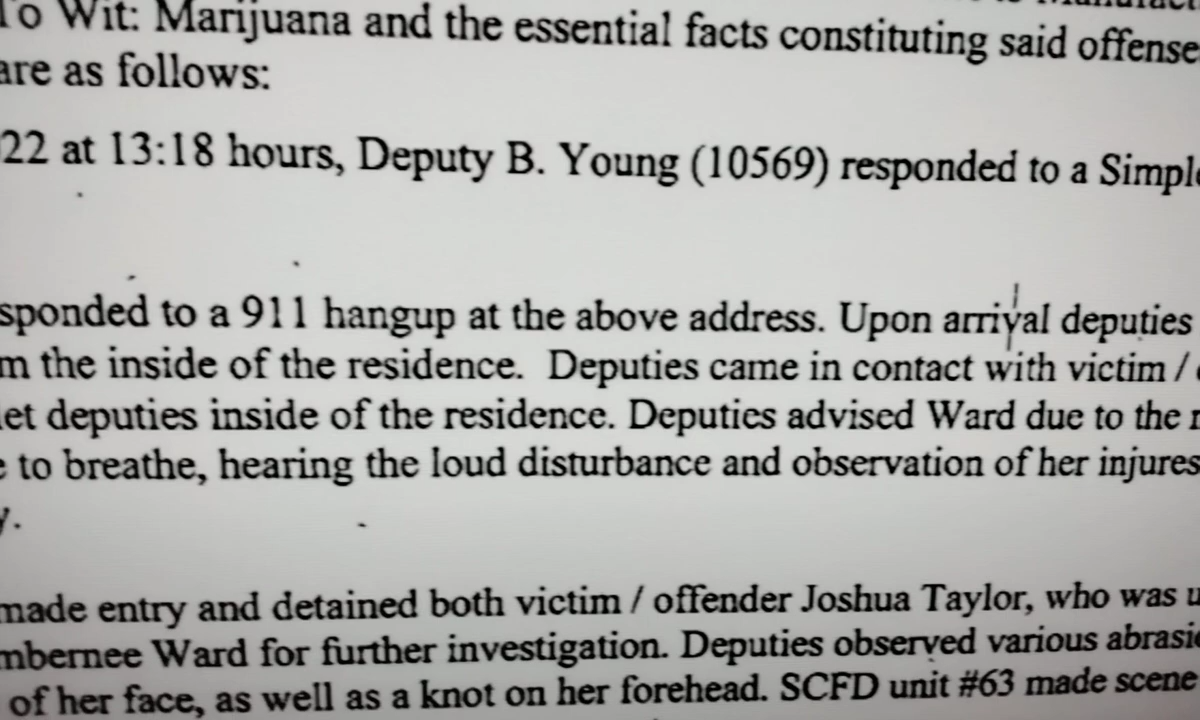 To Wit: Marijuana and the essential facts constituting said offense
are as follows:
22 at 13:18 hours, Deputy B. Young (10569) responded to a
sponded to a 911 hangup at the above address. Upon arrival deputies
m the inside of the residence. Deputies came in contact with victim /
let deputies inside of the residence. Deputies advised Ward due to the
to breathe, hearing the loud disturbance and observation of her injures
y.
made entry and detained both victim / offender Joshua Taylor, who was
mbernee Ward for further investigation. Deputies observed various
of her face, as well as a knot on her forehead. SCFD unit #63 made scene